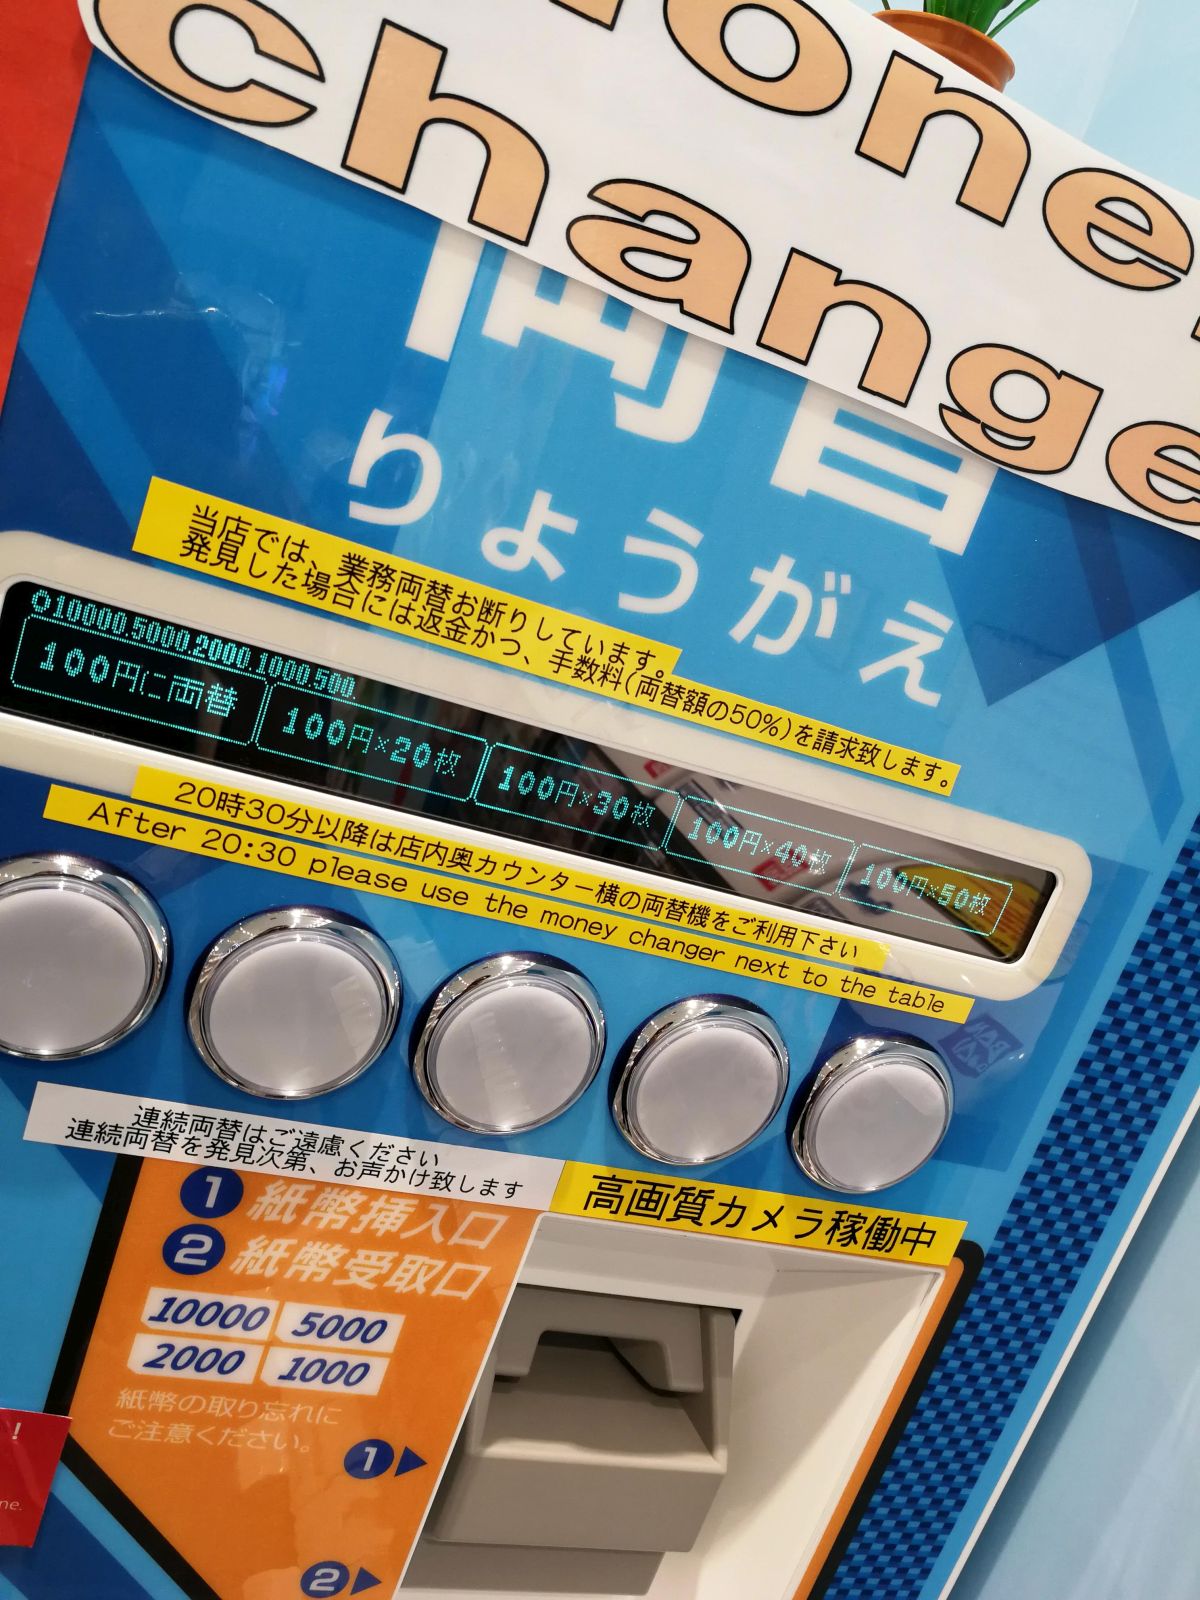 Change
両替
りょうがえ
当店では、業務両替お断りしています。
発見した場合には返金かつ、手数料(両替額の50%)を請求致します。
10000.5000.2000.1000.500.
100円に両替
100円×20枚
100円×30枚
100円×40枚
100円×50枚
20時30分以降は店内奥カウンター横の両替機をご利用下さい
After 20:30 please use the money changer next to the table
連続両替はご遠慮ください
連続両替を発見次第、お声かけ致します
高画質カメラ稼働中
1 紙幣挿入口
2 紙幣受取口
10000 5000
2000 1000
紙幣の取り忘れに
ご注意ください。
1
2
!